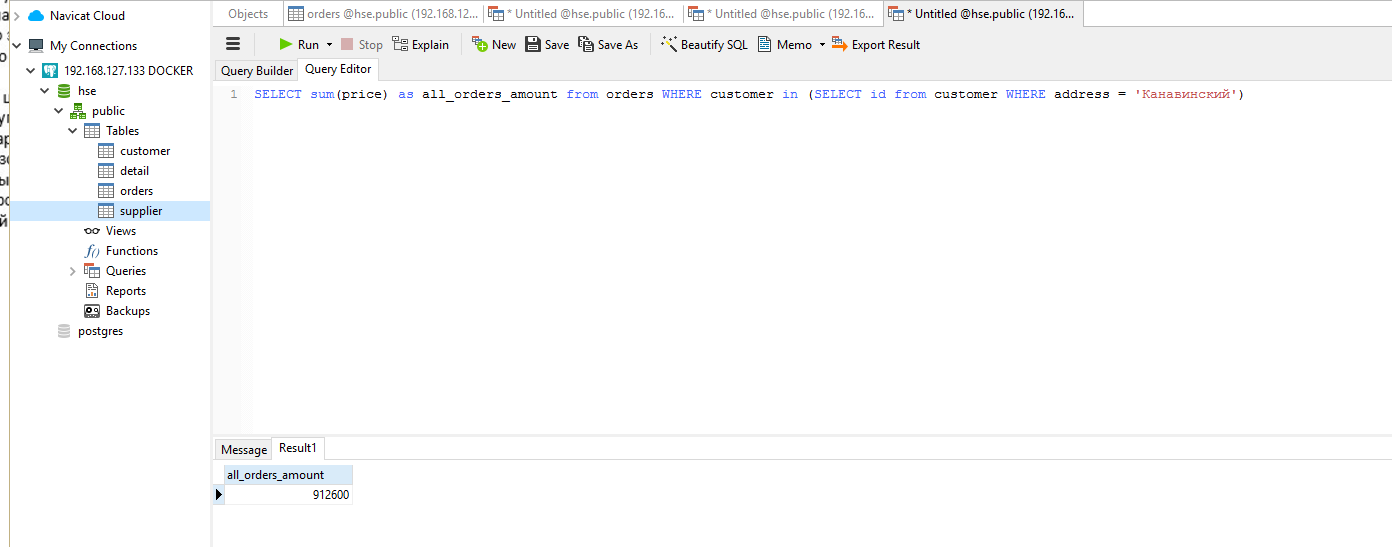 Navicat Cloud
My Connections
192.168.127.133 DOCKER
hse
public
Tables
customer
detail
orders
supplier
Views
Functions
Queries
Reports
Backups
postgres
Objects
orders @hse.public (192.168.12...
* Untitled @hse.public (192.16...
* Untitled @hse.public (192.16...
* Untitled @hse.public (192.16...
Run Stop Explain New Save Save As Beautify SQL Memo Export Result
Query Builder Query Editor
1 SELECT sum(price) as all_orders_amount from orders WHERE customer in (SELECT id from customer WHERE address = 'Канавинский')
Message Result1
all_orders_amount
912600